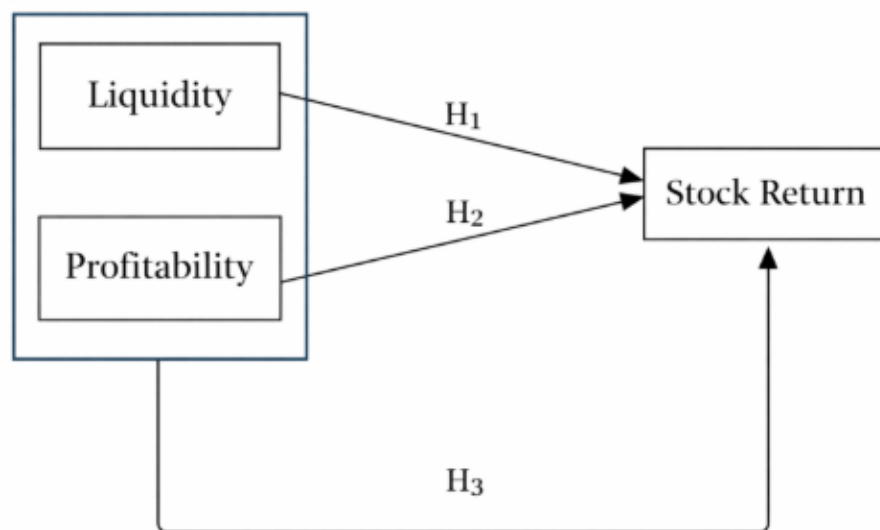 Liquidity
H₁
Stock Return
H₂
Profitability
H₃